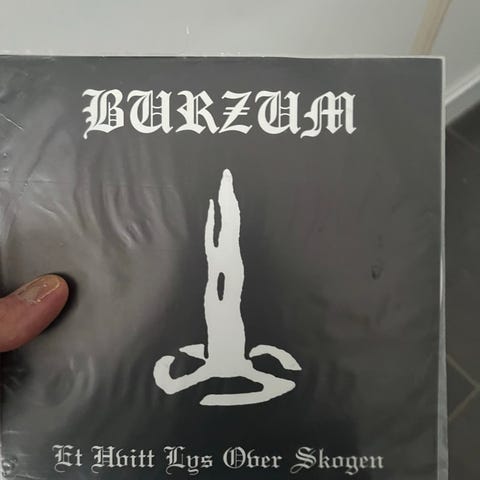 BURZUM
Et Hvitt Lys Over Skogen